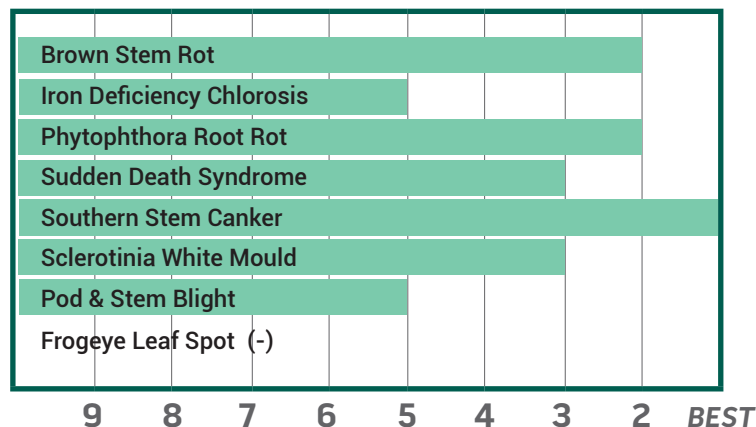 Brown Stem Rot
Iron Deficiency Chlorosis
Phytophthora Root Rot
Sudden Death Syndrome
Southern Stem Canker
Sclerotinia White Mould
Pod & Stem Blight
Frogeye Leaf Spot (-)
9 8 7 6 5 4 3 2 BEST